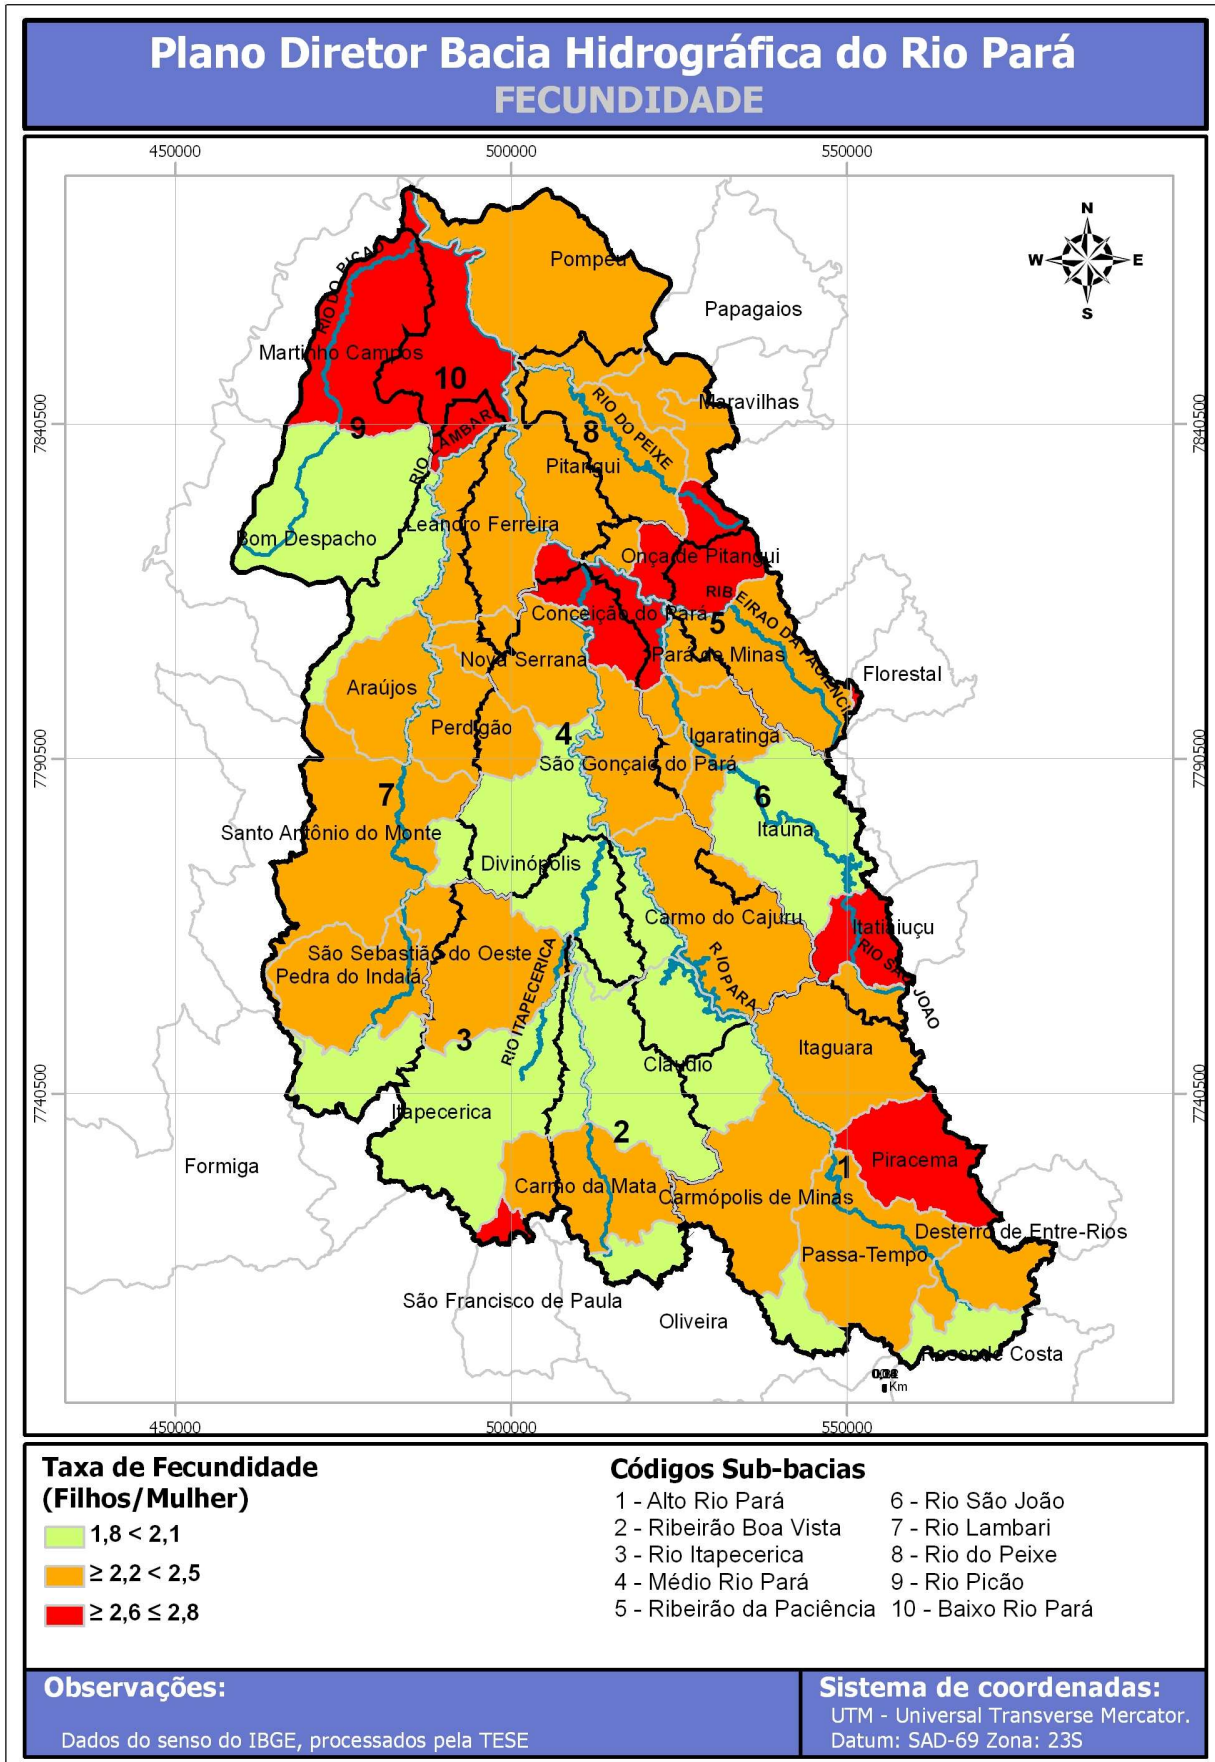 Plano Diretor Bacia Hidrográfica do Rio Pará
FECUNDIDADE
450000
500000
550000
N
W
E
S
Pompéu
RIO DO PICAO
Papagaios
Martinho Campos
10
Maravilhas
7840500
7840500
9
RIO LAMBARI
8
RIO DO PEIXE
Pitangui
Leandro Ferreira
Bom Despacho
Onça de Pitangui
RIBEIRAO DA PACIENCIA
Conceição do Pará
5
Nova Serrana
Pará de Minas
Florestal
Araújos
Perdigão
4
Igaratinga
7790500
7790500
São Gonçalo do Pará
7
6
Santo Antônio do Monte
Itaúna
Divinópolis
Carmo do Cajuru
Itatiaiuçu
São Sebastião do Oeste
Pedra do Indaiá
RIO ITAPECERICA
RIO PARA
RIO SAO JOAO
3
Itaguara
Cláudio
7740500
7740500
Itapecerica
2
Formiga
1
Piracema
Carmo da Mata
Carmópolis de Minas
Desterro de Entre-Rios
Passa-Tempo
São Francisco de Paula
Oliveira
Resende Costa
Km
450000
500000
550000
Taxa de Fecundidade
(Filhos/Mulher)
1,8 < 2,1
≥ 2,2 < 2,5
≥ 2,6 ≤ 2,8
Códigos Sub-bacias
1 - Alto Rio Pará
2 - Ribeirão Boa Vista
3 - Rio Itapecerica
4 - Médio Rio Pará
5 - Ribeirão da Paciência
6 - Rio São João
7 - Rio Lambari
8 - Rio do Peixe
9 - Rio Picão
10 - Baixo Rio Pará
Observações:
Dados do senso do IBGE, processados pela TESE
Sistema de coordenadas:
UTM - Universal Transverse Mercator.
Datum: SAD-69 Zona: 23S